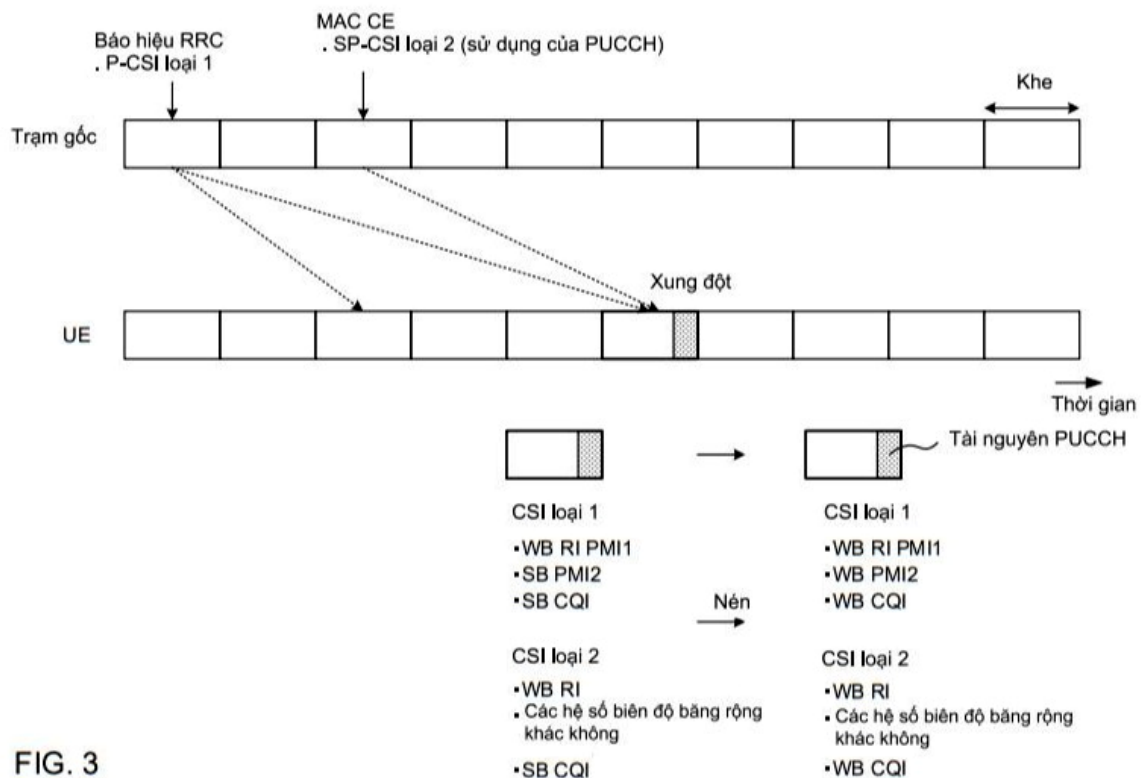 Báo hiệu RRC
. P-CSI loại 1
MAC CE
. SP-CSI loại 2 (sử dụng của PUCCH)
Khe
Trạm gốc
Xung đột
UE
Thời gian
Tài nguyên PUCCH
CSI loại 1
▪WB RI PMI1
▪SB PMI2
▪SB CQI
CSI loại 1
▪WB RI PMI1
▪WB PMI2
▪WB CQI
Nén
CSI loại 2
▪WB RI
. Các hệ số biên độ băng rộng
khác không
▪SB CQI
CSI loại 2
▪WB RI
. Các hệ số biên độ băng rộng
khác không
▪WB CQI
FIG. 3